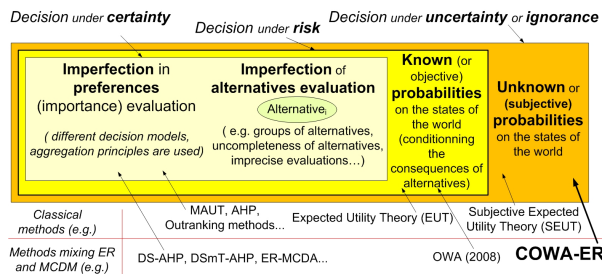 Decision under certainty
Decision under risk
Decision under uncertainty or ignorance
Imperfection in
preferences
(importance) evaluation
( different decision models,
aggregation principles are used)
Imperfection of
alternatives evaluation
Alternativei
( e.g. groups of alternatives,
uncompleteness of alternatives,
imprecise evaluations…)
Known (or
objective)
probabilities
on the states of
the world
(conditionning
the
consequences of
alternatives)
Unknown or
(subjective)
probabilities
on the states of
the world
Classical
methods (e.g.)
MAUT, AHP,
Outranking methods...
Expected Utility Theory (EUT)
Subjective Expected
Utility Theory (SEUT)
Methods mixing ER
and MCDM (e.g.)
DS-AHP, DSmT-AHP, ER-MCDA...
OWA (2008)
COWA-ER